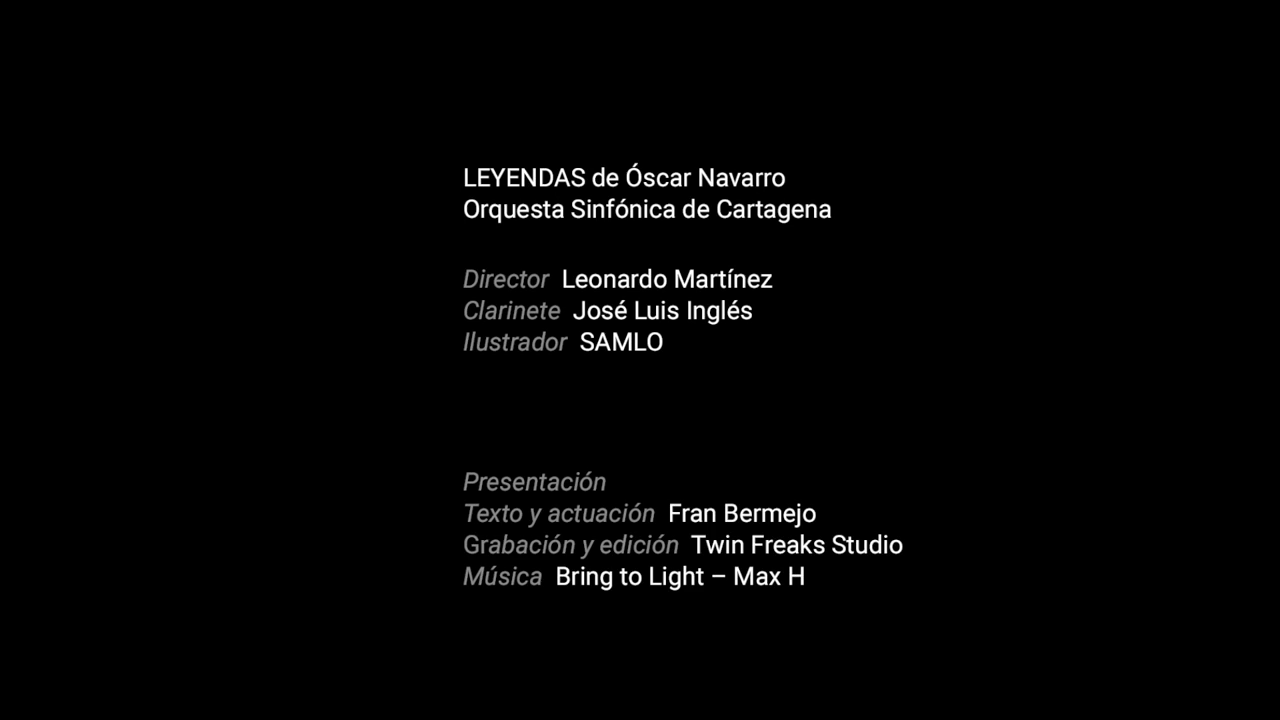 LEYENDAS de Óscar Navarro
Orquesta Sinfónica de Cartagena
Director Leonardo Martínez
Clarinete José Luis Inglés
Ilustrador SAMLO
Presentación
Texto y actuación Fran Bermejo
Grabación y edición Twin Freaks Studio
Música Bring to Light – Max H